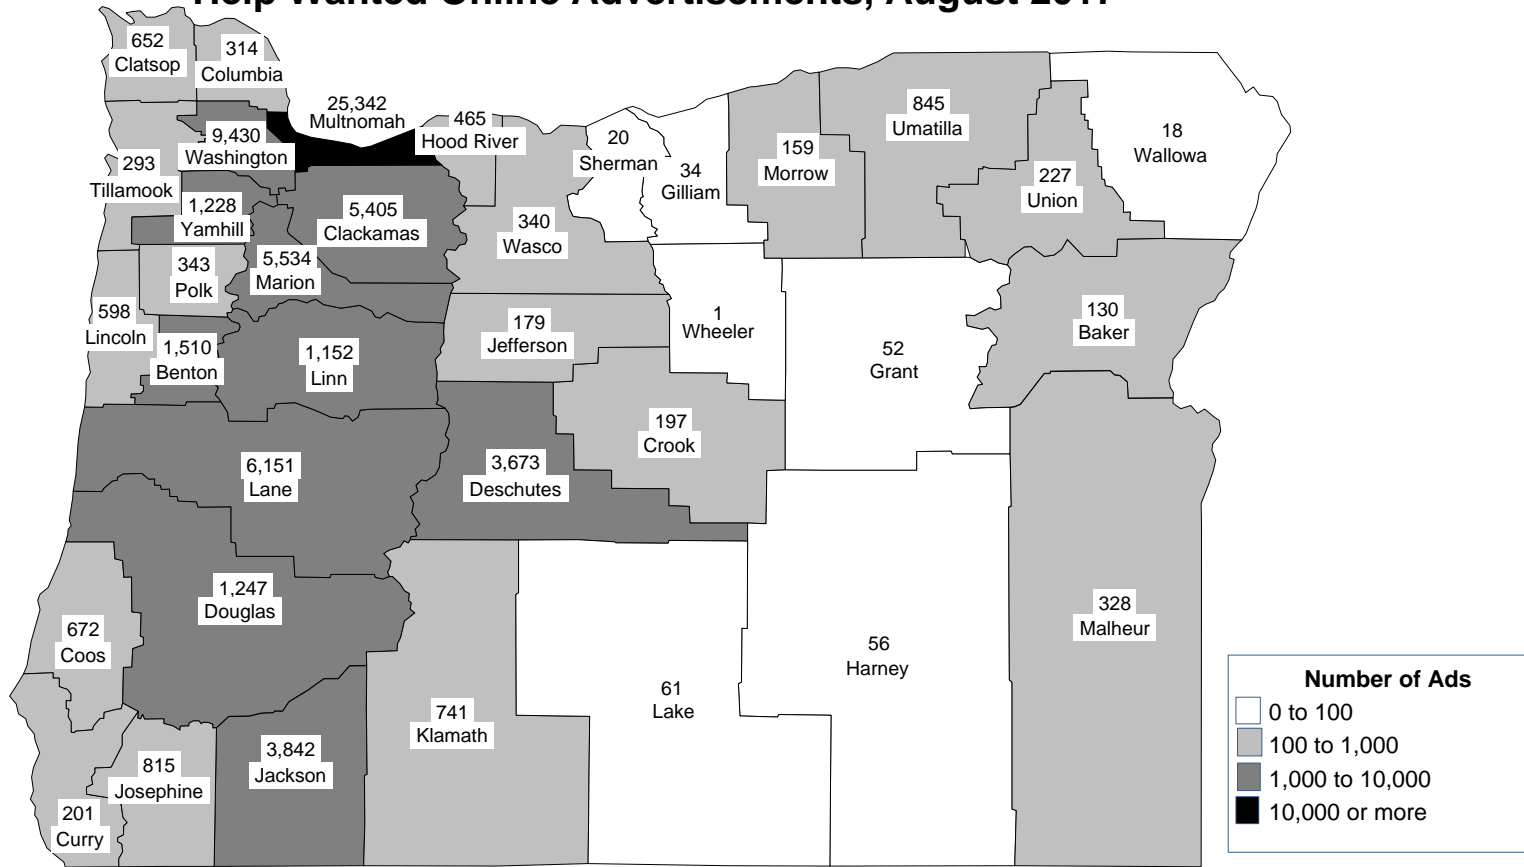 Help Wanted Online Advertisements, August 2017
652
Clatsop
314
Columbia
25,342
Multnomah
465
Hood River
20
Sherman
34
Gilliam
159
Morrow
845
Umatilla
18
Wallowa
227
Union
9,430
Washington
293
Tillamook
1,228
Yamhill
5,405
Clackamas
340
Wasco
343
Polk
5,534
Marion
598
Lincoln
1,510
Benton
1,152
Linn
179
Jefferson
1
Wheeler
52
Grant
130
Baker
197
Crook
6,151
Lane
3,673
Deschutes
1,247
Douglas
672
Coos
328
Malheur
56
Harney
61
Lake
741
Klamath
3,842
Jackson
815
Josephine
201
Curry
Number of Ads
0 to 100
100 to 1,000
1,000 to 10,000
10,000 or more